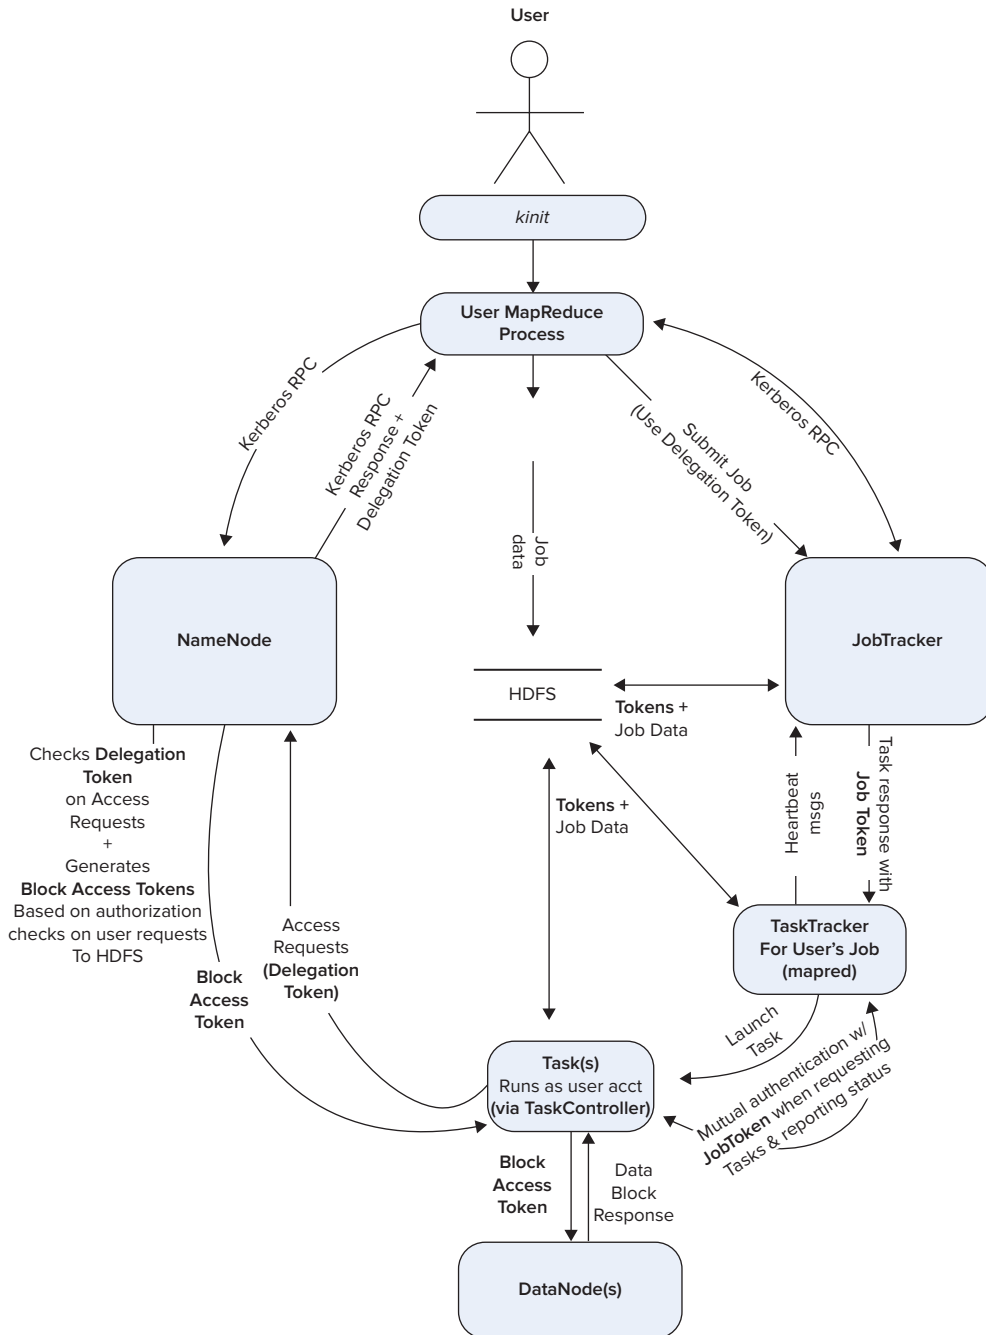 User
kinit
User MapReduce
Process
Kerberos RPC
Kerberos RPC
Response +
Delegation Token
Job
data
Submit Job
(Use Delegation Token)
Kerberos RPC
NameNode
JobTracker
HDFS
Tokens +
Job Data
Checks Delegation
Token
on Access
Requests
+
Generates
Block Access Tokens
Based on authorization
checks on user requests
To HDFS
Tokens +
Job Data
Heartbeat
msgs
Task response with
Job Token
Access
Requests
(Delegation
Token)
Block
Access
Token
TaskTracker
For User's Job
(mapred)
Launch
Task
Mutual authentication w/
JobToken when requesting
Tasks & reporting status
Task(s)
Runs as user acct
(via TaskController)
Block
Access
Token
Data
Block
Response
DataNode(s)